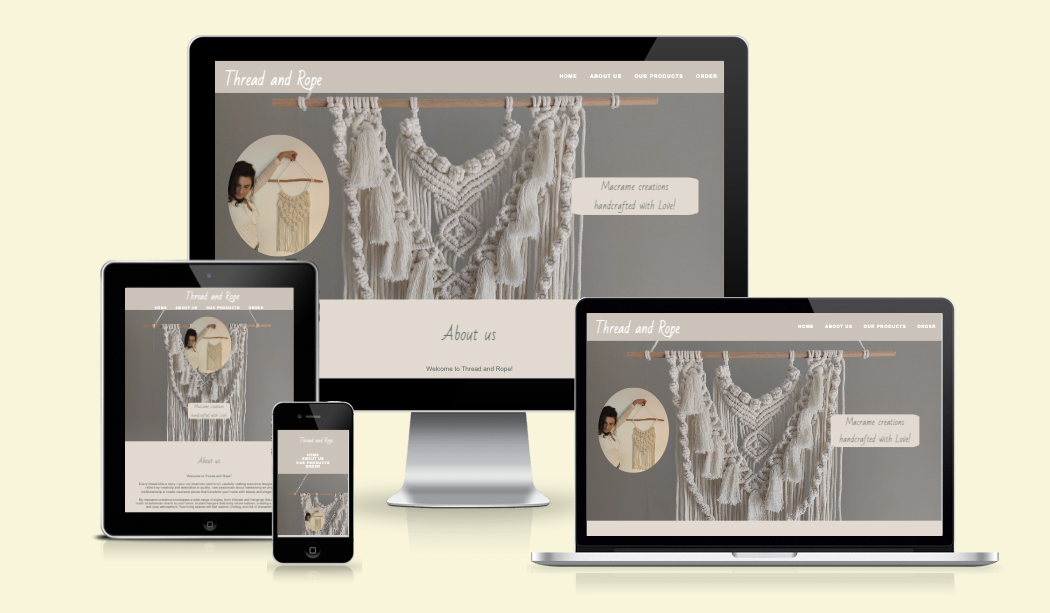 Thread and Rope
HOME ABOUT US OUR PRODUCTS ORDER
Macrame creations
handcrafted with Love!
About us
Welcome to Thread and Rope!
Thread and Rope
HOME ABOUT US OUR PRODUCTS ORDER
Macrame creations
handcrafted with Love!
About us
Welcome to Thread and Rope!
Thread and Rope
HOME
ABOUT US
OUR PRODUCTS
ORDER
Thread and Rope
HOME ABOUT US OUR PRODUCTS ORDER
Macrame creations
handcrafted with Love!